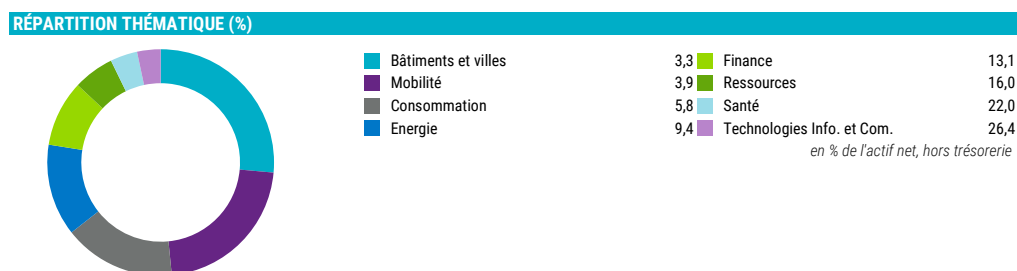 RÉPARTITION THÉMATIQUE (%)
Bâtiments et villes 3,3 Finance 13,1
Mobilité 3,9 Ressources 16,0
Consommation 5,8 Santé 22,0
Energie 9,4 Technologies Info. et Com. 26,4
en % de l'actif net, hors trésorerie